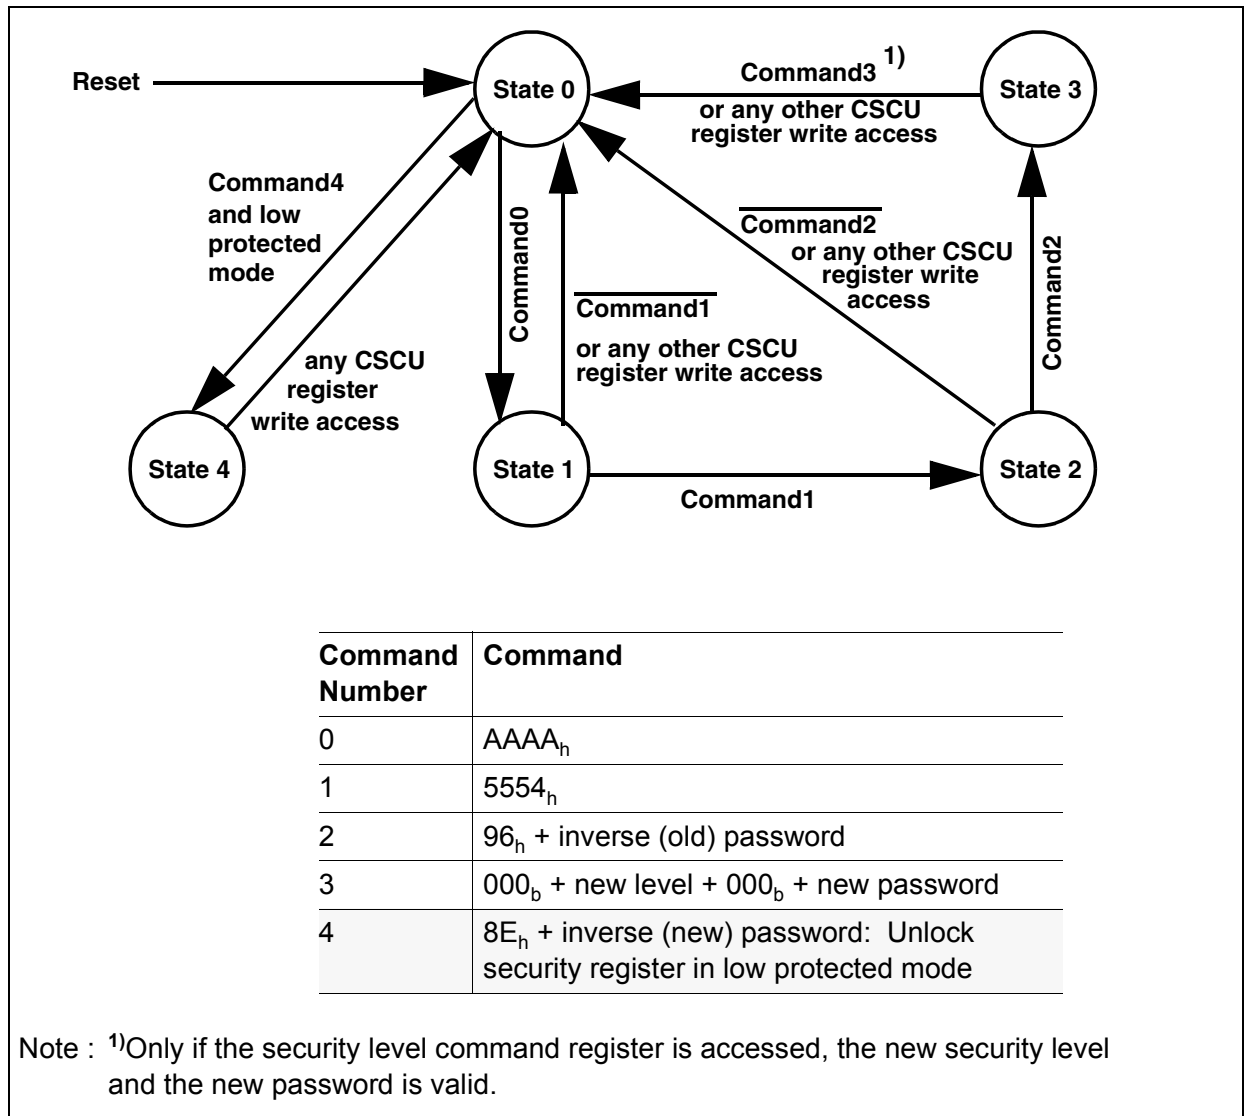 Reset
State 0
Command3 1)
or any other CSCU
register write access
State 3
Command4
and low
protected
mode
Command0
Command1
or any other CSCU
register write access
Command2
or any other CSCU
register write
access
Command2
any CSCU
register
write access
State 4
State 1
Command1
State 2
Command Number | Command
0 | AAAAh
1 | 5554h
2 | 96h + inverse (old) password
3 | 000b + new level + 000b + new password
4 | 8Eh + inverse (new) password: Unlock
security register in low protected mode
Note : 1)Only if the security level command register is accessed, the new security level
and the new password is valid.